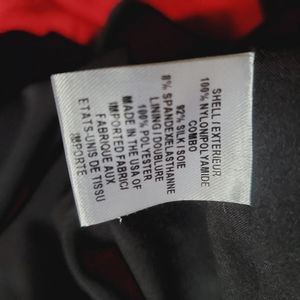 SHELL/EXTERIEUR
100% NYLON/POLYAMIDE
COMBO
92% SILK / SOIE
8% SPANDEX/ELASTHANNE
LINING / DOUBLURE
100% POLYESTER
MADE IN THE USA OF
IMPORTED FABRIC/
FABRIQUE AUX
ETATS-UNIS DE TISSU
IMPORTE